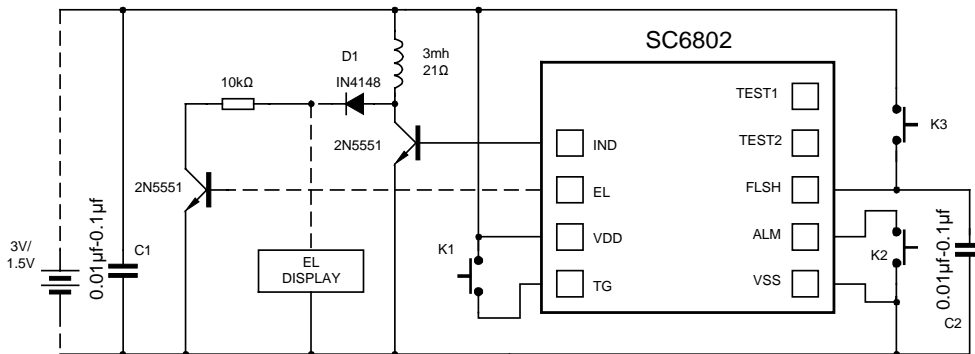 SC6802
D1
IN4148
3mh
21Ω
10kΩ
2N5551
2N5551
TEST1
TEST2
FLSH
ALM
VSS
IND
EL
VDD
TG
K3
K2
K1
3V/
1.5V
0.01µf-0.1µf
C1
EL
DISPLAY
0.01µf-0.1µf
C2